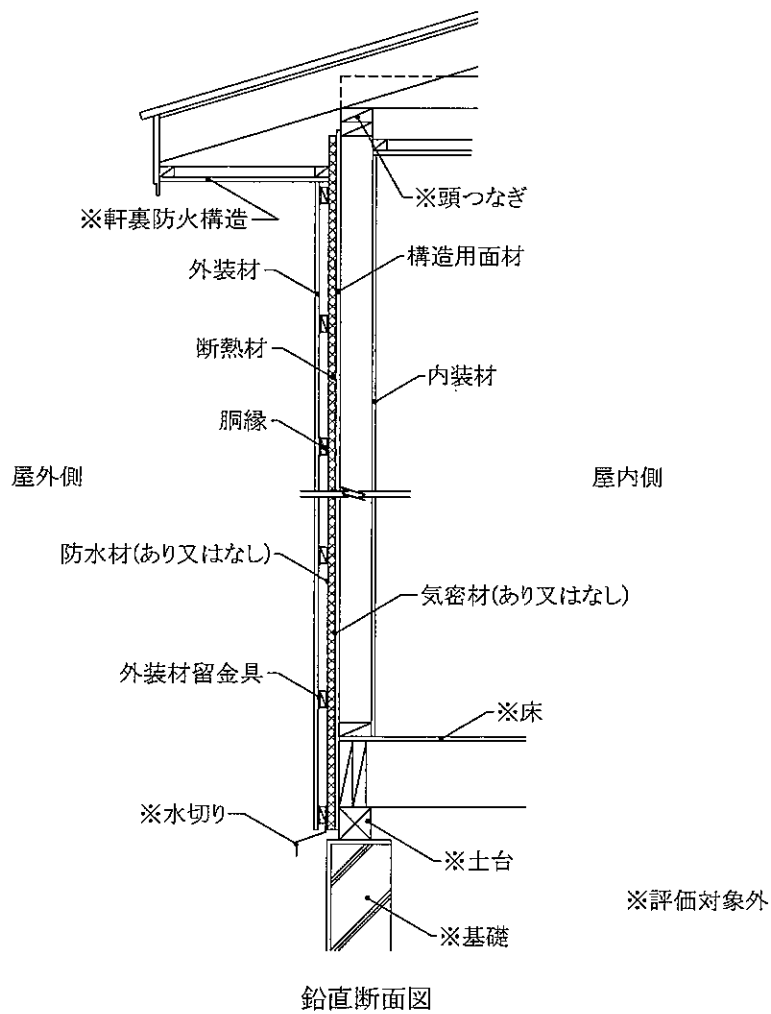 ※頭つなぎ
※軒裏防火構造
構造用面材
外装材
断熱材
内装材
胴縁
屋外側
屋内側
防水材(あり又はなし)
気密材(あり又はなし)
外装材留金具
※床
※水切り
※土台
※評価対象外
※基礎
鉛直断面図